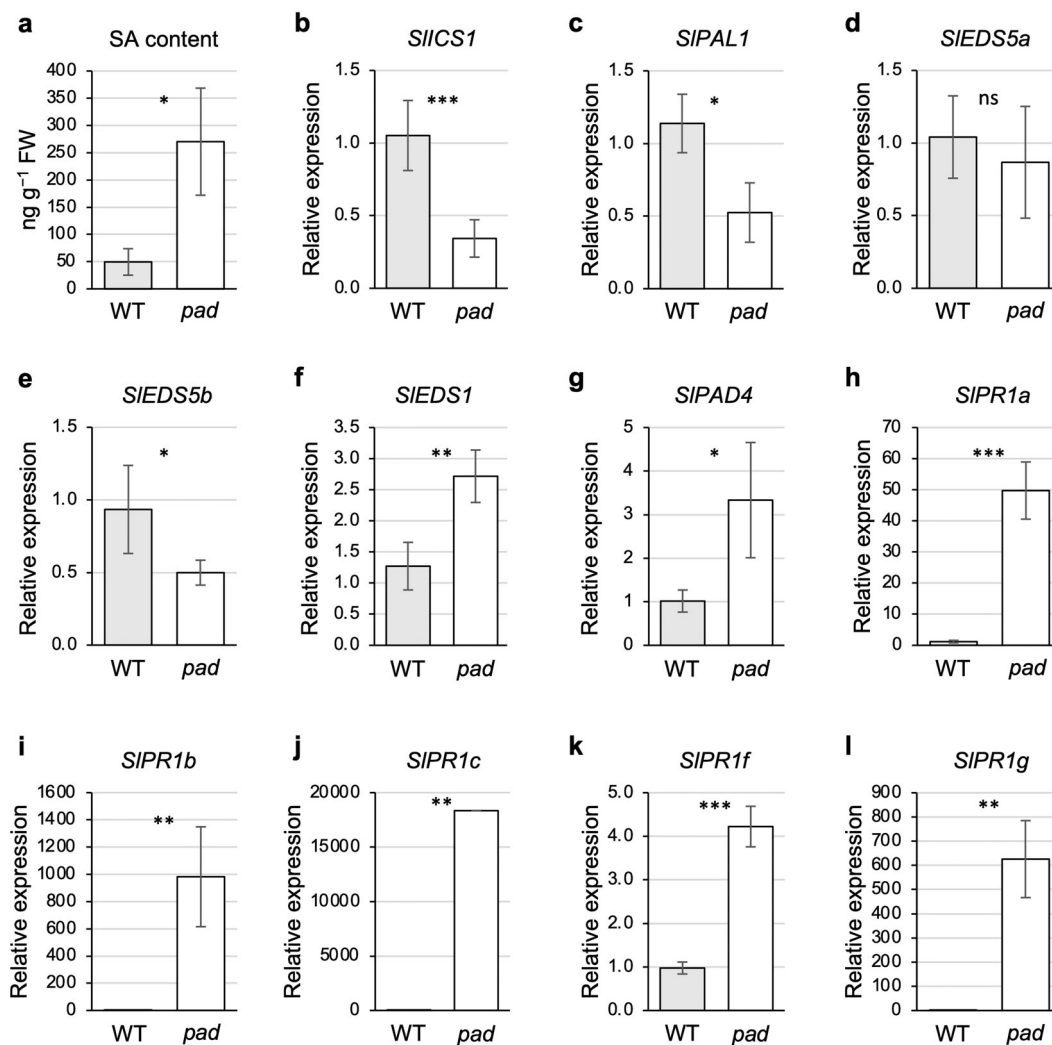 a SA content
400
350
300
250
200
150
100
50
0
ng g⁻¹ FW
*
WT pad
b SlICS1
1.5
1.0
0.5
0.0
Relative expression
***
WT pad
c SlPAL1
1.5
1.0
0.5
0.0
Relative expression
*
WT pad
d SlEDS5a
1.5
1.0
0.5
0.0
Relative expression
ns
WT pad
e SlEDS5b
1.5
1.0
0.5
0.0
Relative expression
*
WT pad
f SlEDS1
3.5
3.0
2.5
2.0
1.5
1.0
0.5
0.0
Relative expression
**
WT pad
g SlPAD4
5
4
3
2
1
0
Relative expression
*
WT pad
h SlPR1a
70
60
50
40
30
20
10
0
Relative expression
***
WT pad
i SlPR1b
1600
1400
1200
1000
800
600
400
200
0
Relative expression
**
WT pad
j SlPR1c
20000
15000
10000
5000
0
Relative expression
**
WT pad
k SlPR1f
5.0
4.0
3.0
2.0
1.0
0.0
Relative expression
***
WT pad
l SlPR1g
900
800
700
600
500
400
300
200
100
0
Relative expression
**
WT pad